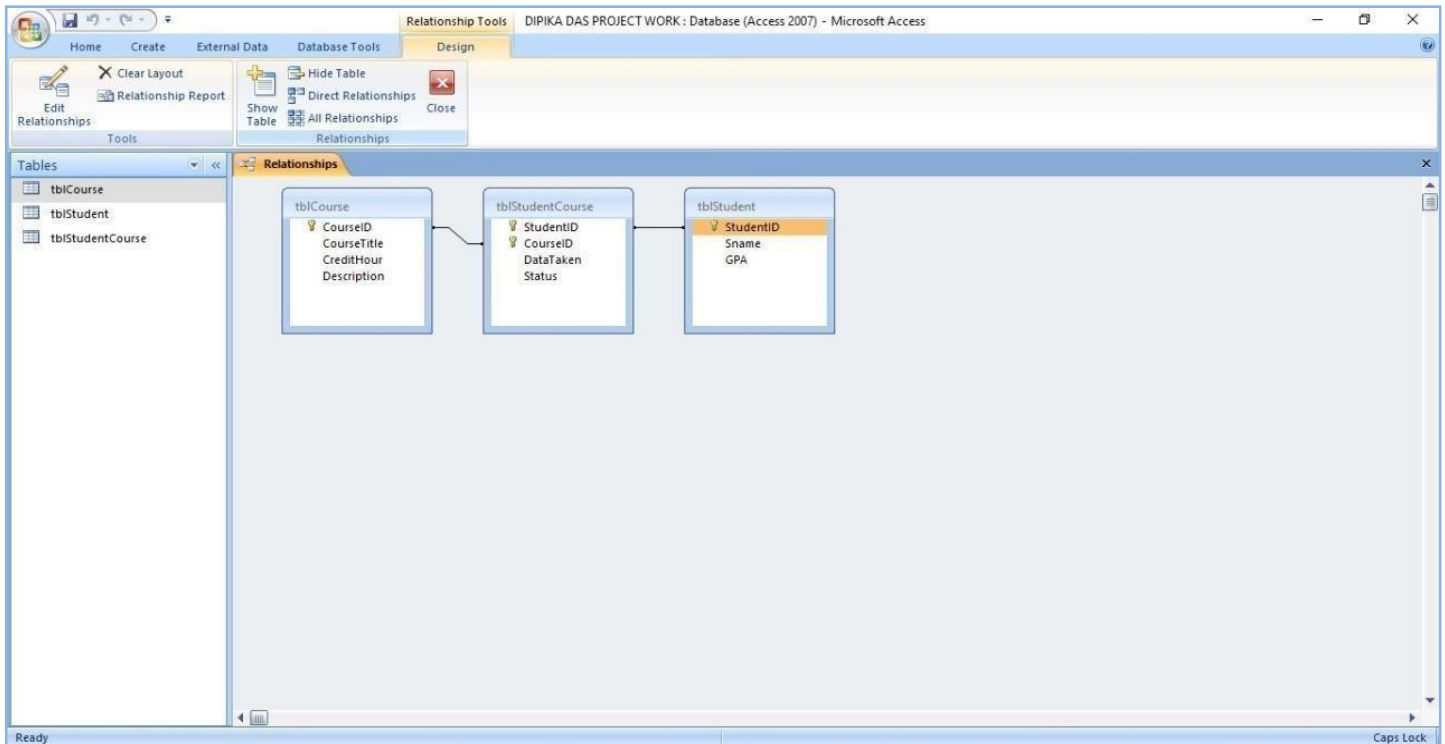 Relationship Tools DIPIKA DAS PROJECT WORK : Database (Access 2007) - Microsoft Access
Home Create External Data Database Tools Design
Edit Relationships
Clear Layout
Relationship Report
Tools
Show Table
Hide Table
Direct Relationships
All Relationships
Close
Relationships
Tables
tblCourse
tblStudent
tblStudentCourse
Relationships
tblCourse
CourseID
CourseTitle
CreditHour
Description
tblStudentCourse
StudentID
CourseID
DataTaken
Status
tblStudent
StudentID
Sname
GPA
Ready
Caps Lock